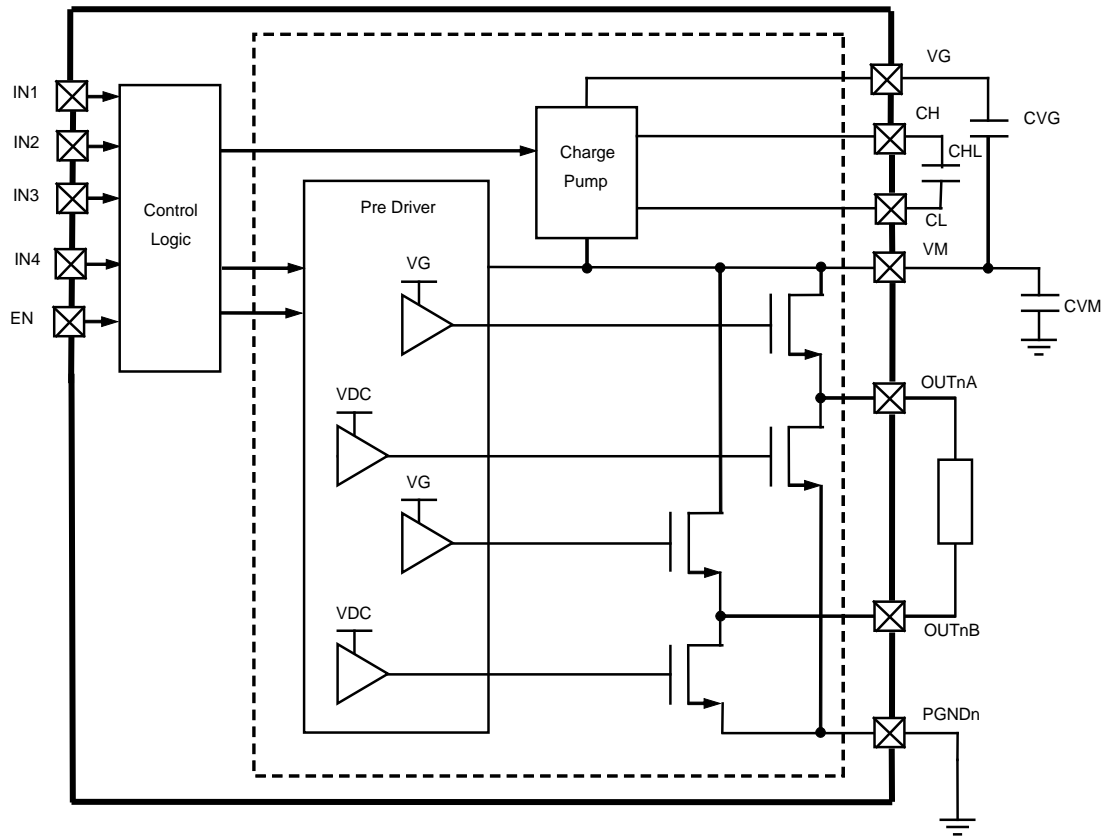 VG
IN1
CH
CVG
IN2
CHL
Charge
Pump
IN3
Pre Driver
Control
Logic
CL
VM
IN4
VG
CVM
EN
OUTnA
VDC
VG
VDC
OUTnB
PGNDn